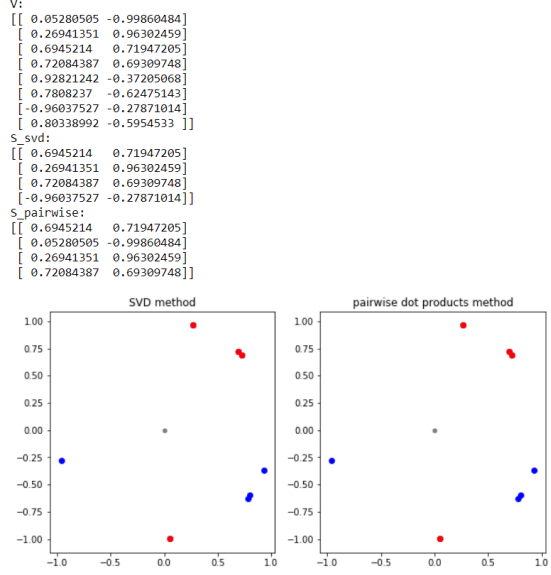 V:
[[ 0.05280505 -0.99860484]
[ 0.26941351 0.96302459]
[ 0.6945214 0.71947205]
[ 0.72084387 0.69309748]
[ 0.92821242 -0.37205068]
[ 0.7808237 -0.62475143]
[-0.96037527 -0.27871014]
[ 0.80338992 -0.5954533 ]]
S_svd:
[[ 0.6945214 0.71947205]
[ 0.26941351 0.96302459]
[ 0.72084387 0.69309748]
[-0.96037527 -0.27871014]]
S_pairwise:
[[ 0.6945214 0.71947205]
[ 0.05280505 -0.99860484]
[ 0.26941351 0.96302459]
[ 0.72084387 0.69309748]]
SVD method
1.00
0.75
0.50
0.25
0.00
−0.25
−0.50
−0.75
−1.00
−1.0 −0.5 0.0 0.5 1.0
pairwise dot products method
1.00
0.75
0.50
0.25
0.00
−0.25
−0.50
−0.75
−1.00
−1.0 −0.5 0.0 0.5 1.0